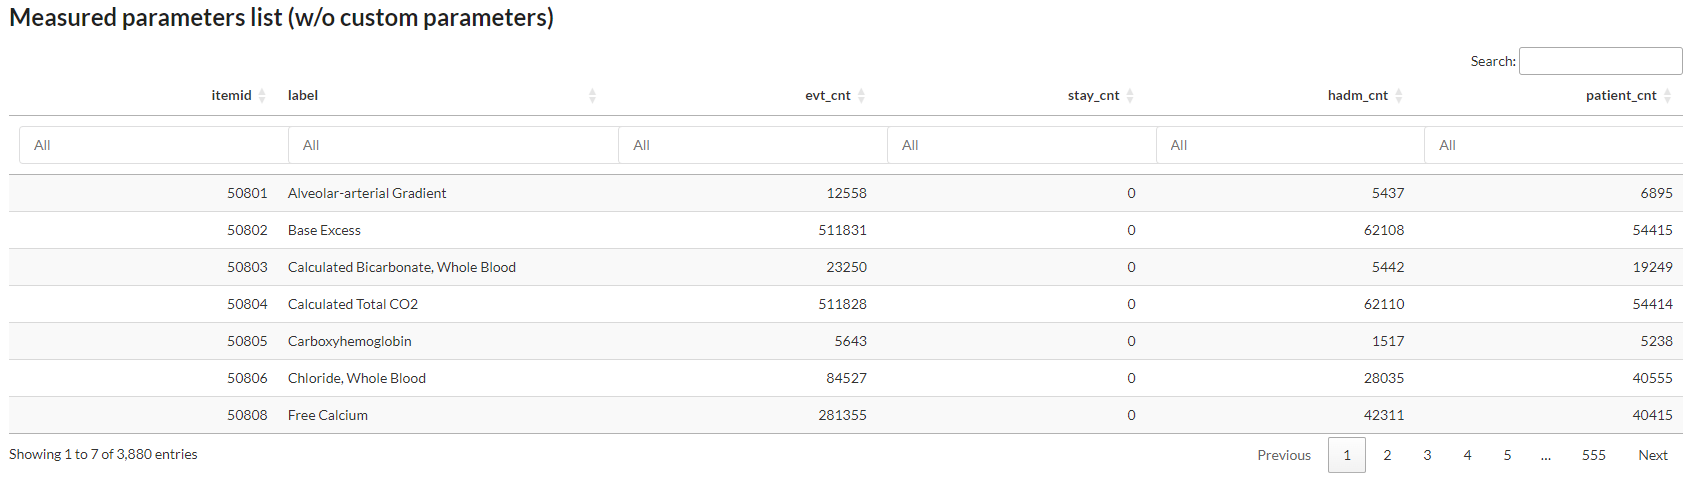 Measured parameters list (w/o custom parameters)
Search:
itemid label evt_cnt stay_cnt hadm_cnt patient_cnt
All All All All All All
50801 Alveolar-arterial Gradient 12558 0 5437 6895
50802 Base Excess 511831 0 62108 54415
50803 Calculated Bicarbonate, Whole Blood 23250 0 5442 19249
50804 Calculated Total CO2 511828 0 62110 54414
50805 Carboxyhemoglobin 5643 0 1517 5238
50806 Chloride, Whole Blood 84527 0 28035 40555
50808 Free Calcium 281355 0 42311 40415
Showing 1 to 7 of 3,880 entries Previous 1 2 3 4 5 ... 555 Next